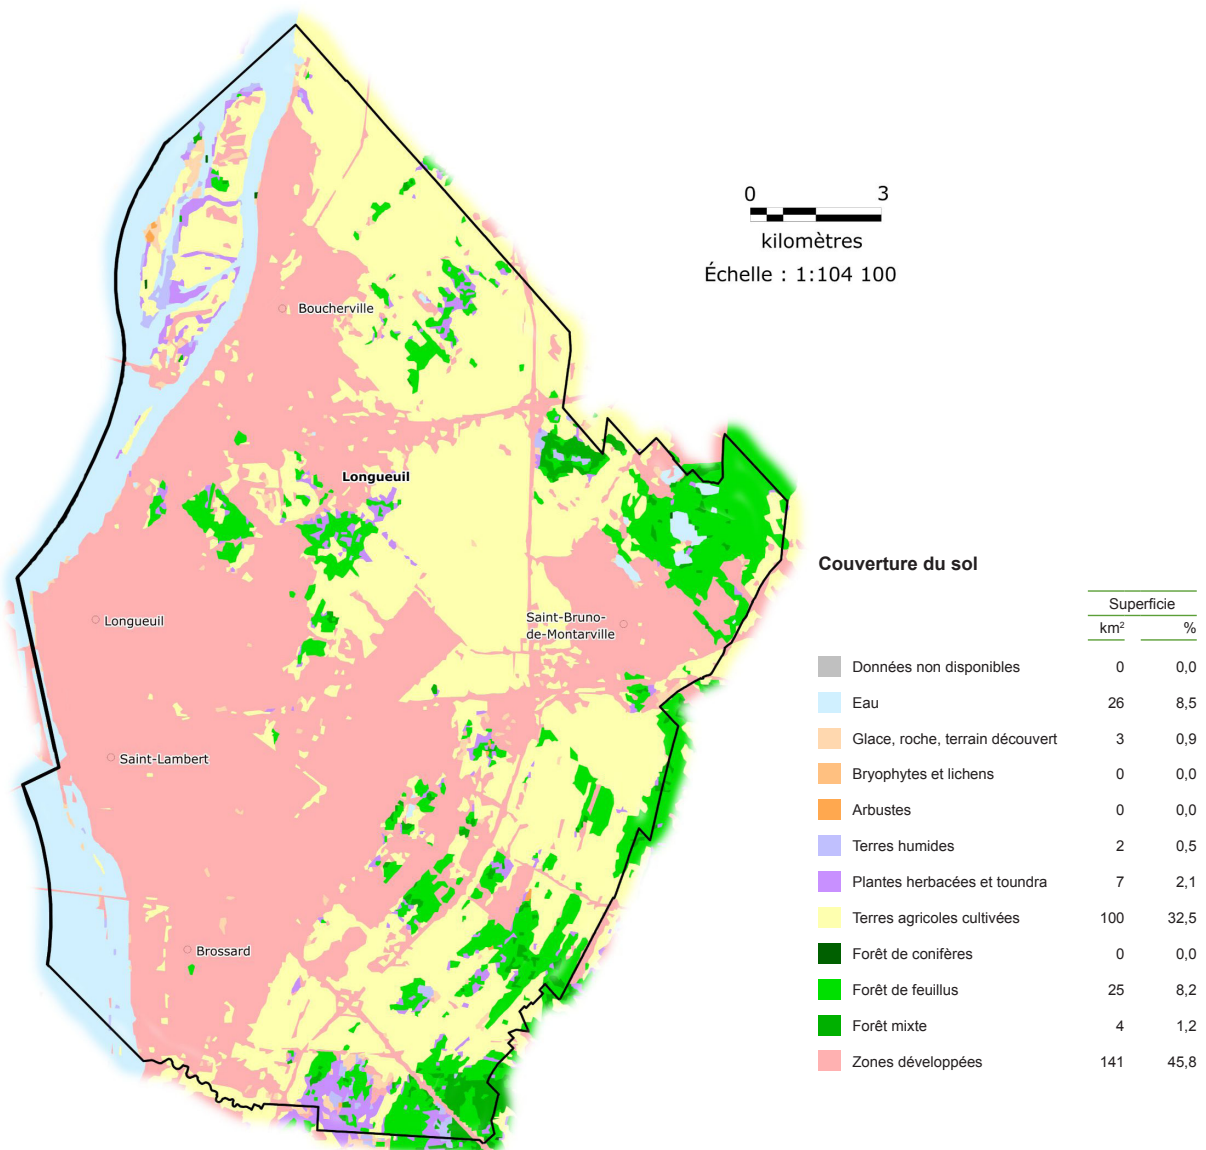 0 3
kilomètres
Échelle : 1:104 100
Boucherville
Longueuil
Longueuil
Saint-Bruno-
de-Montarville
Saint-Lambert
Brossard
Couverture du sol
Superficie
km² %
Données non disponibles 0 0,0
Eau 26 8,5
Glace, roche, terrain découvert 3 0,9
Bryophytes et lichens 0 0,0
Arbustes 0 0,0
Terres humides 2 0,5
Plantes herbacées et toundra 7 2,1
Terres agricoles cultivées 100 32,5
Forêt de conifères 0 0,0
Forêt de feuillus 25 8,2
Forêt mixte 4 1,2
Zones développées 141 45,8